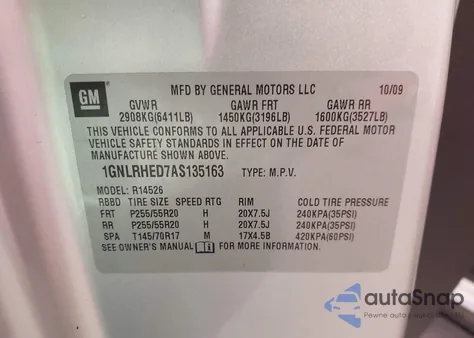 GM
MFD BY GENERAL MOTORS LLC 10/09
GVWR GAWR FRT GAWR RR
2908KG(6411LB) 1450KG(3196LB) 1600KG(3527LB)
THIS VEHICLE CONFORMS TO ALL APPLICABLE U.S. FEDERAL MOTOR
VEHICLE SAFETY STANDARDS IN EFFECT ON THE DATE OF
MANUFACTURE SHOWN ABOVE.
1GNLRHED7AS135163 TYPE: M.P.V.
MODEL: R14526
RBBD TIRE SIZE SPEED RTG RIM COLD TIRE PRESSURE
FRT P255/55R20 H 20X7.5J 240KPA(35PSI)
RR P255/55R20 H 20X7.5J 240KPA(35PSI)
SPA T145/70R17 M 17X4.5B 420KPA(60PSI)
SEE OWNER'S MANUAL i FOR MORE INFORMATION.
autoSnap
Pewne auto z USA